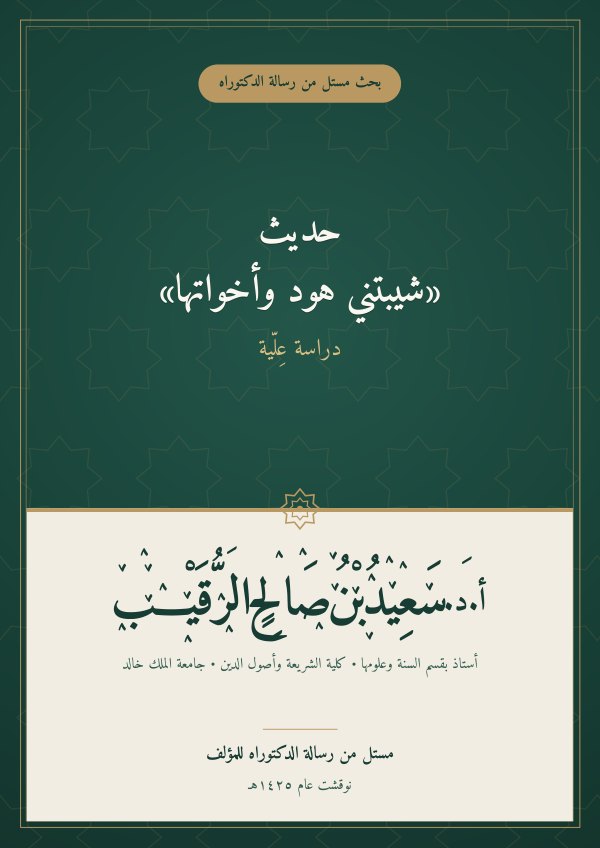 بحث مستل من رسالة الدكتوراه
حديث
«شيبتني هود وأخواتها»
دراسة عِلّية
أ.د. سَعِيْدُ بْنُ صَالِحٍ الرُّقَيْـــب
أستاذ بقسم السنة وعلومها • كلية الشريعة وأصول الدين • جامعة الملك خالد
مستل من رسالة الدكتوراه للمؤلف
نوقشت عام ١٤٢٥هـ